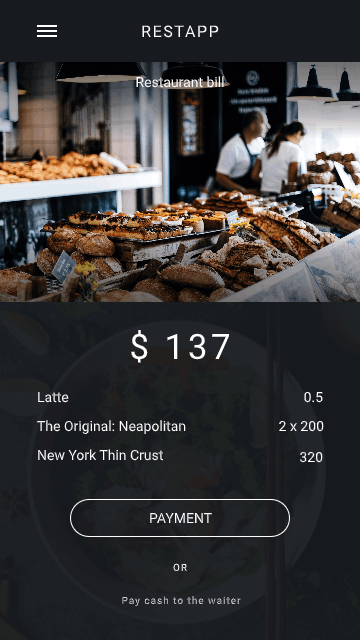 RESTAPP
Restaurant bill
$ 137
Latte 0.5
The Original: Neapolitan 2 x 200
New York Thin Crust 320
PAYMENT
OR
Pay cash to the waiter